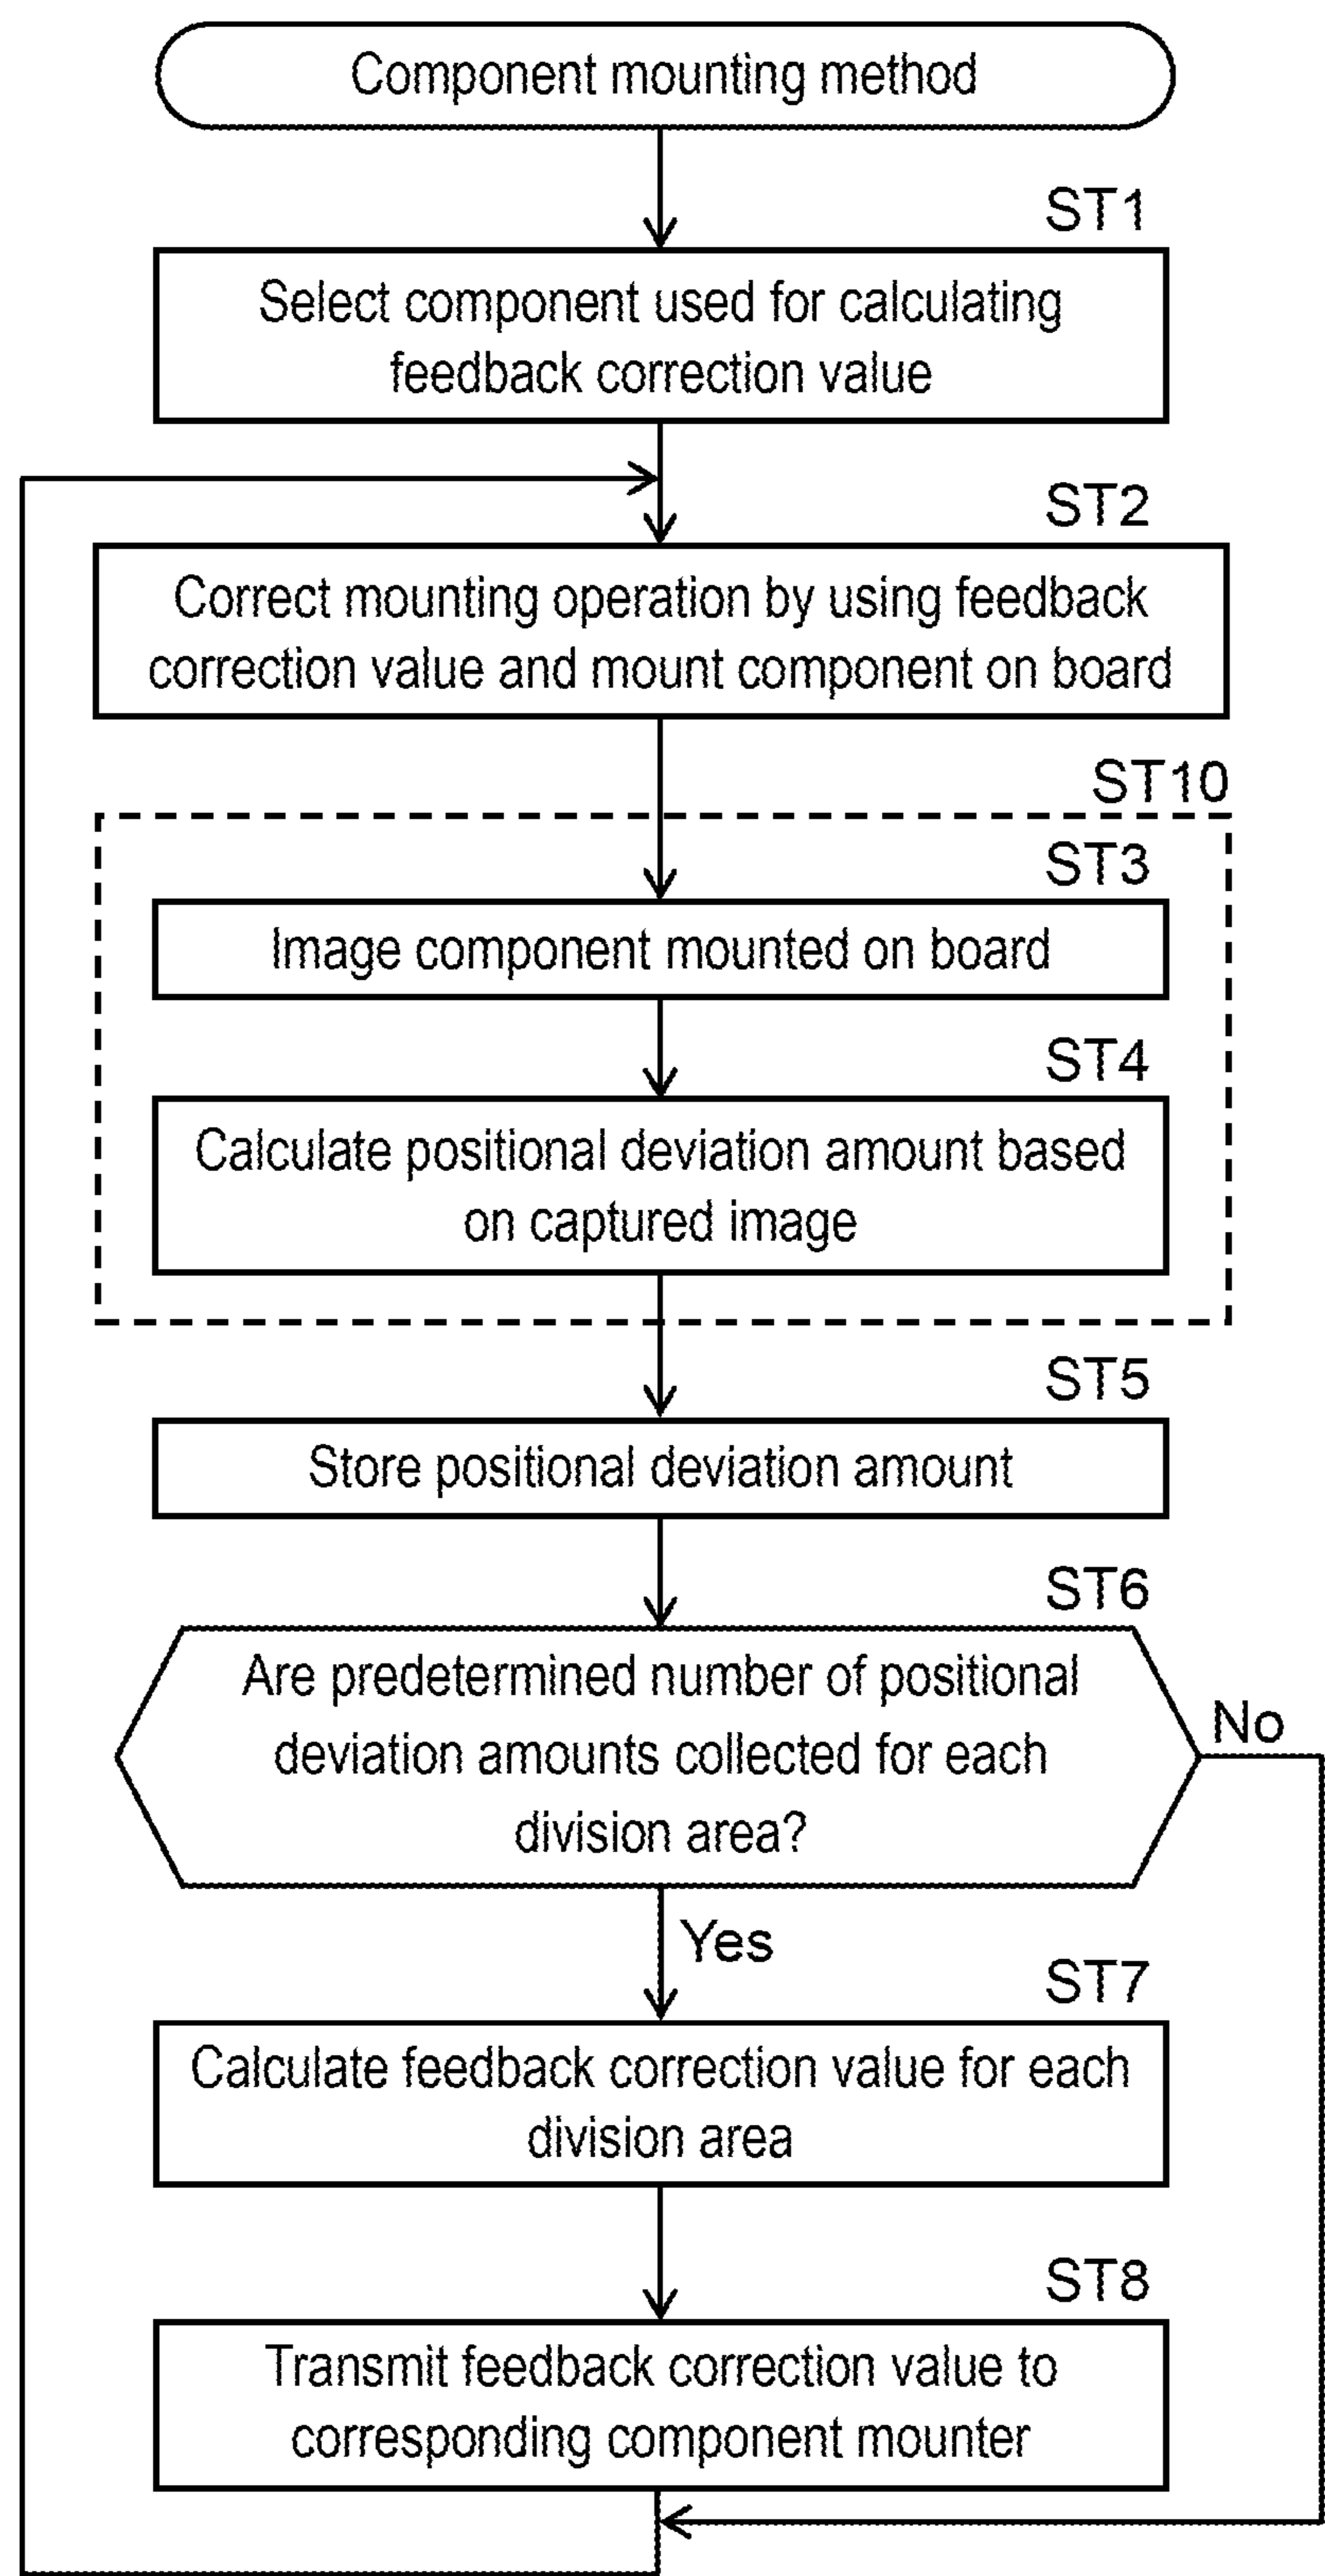 Component mounting method
ST1
Select component used for calculating
feedback correction value
ST2
Correct mounting operation by using feedback
correction value and mount component on board
ST10
ST3
Image component mounted on board
ST4
Calculate positional deviation amount based
on captured image
ST5
Store positional deviation amount
ST6
Are predetermined number of positional
deviation amounts collected for each
division area?
No
Yes
ST7
Calculate feedback correction value for each
division area
ST8
Transmit feedback correction value to
corresponding component mounter